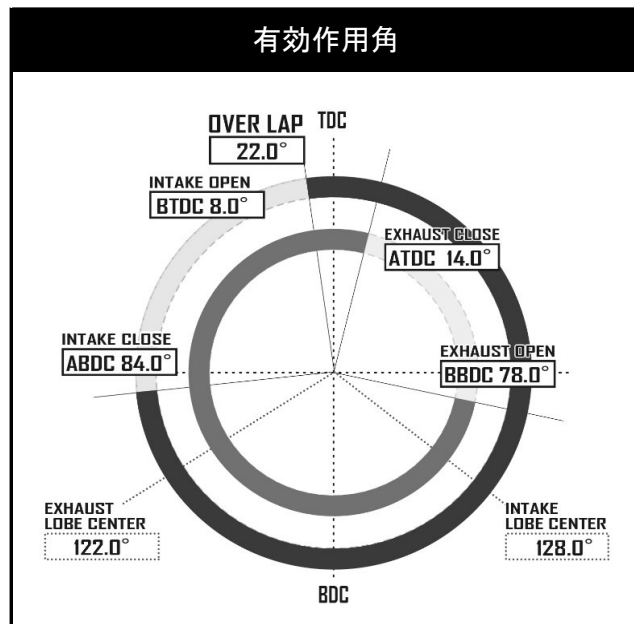 有効作用角
OVER LAP
22.0°
TDC
INTAKE OPEN
BTDC 8.0°
EXHAUST CLOSE
ATDC 14.0°
INTAKE CLOSE
ABDC 84.0°
EXHAUST OPEN
BBDC 78.0°
EXHAUST
LOBE CENTER
122.0°
INTAKE
LOBE CENTER
128.0°
BDC